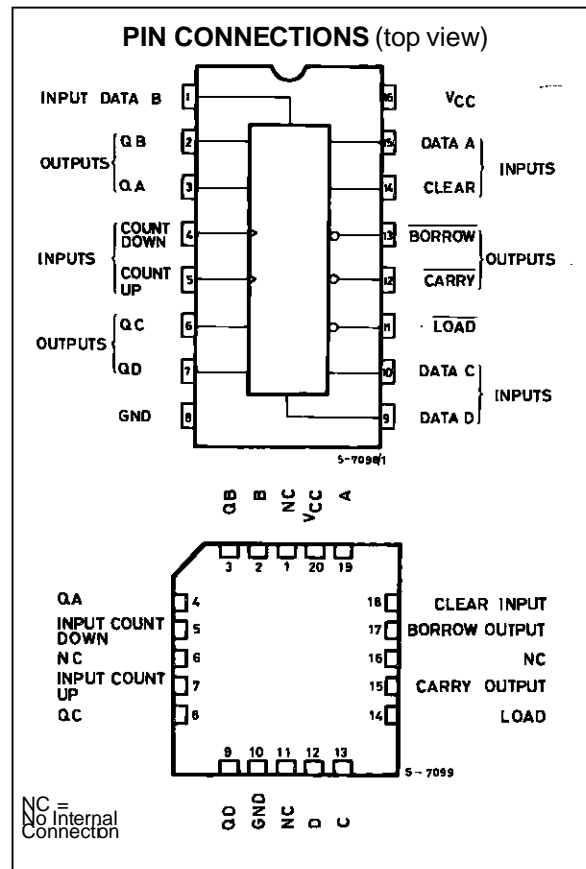 PIN CONNECTIONS (top view)
INPUT DATA B 1 16 VCC
OUTPUTS QB 2 15 DATA A INPUTS
QA 3 14 CLEAR
INPUTS COUNT DOWN 4 13 BORROW OUTPUTS
COUNT UP 5 12 CARRY
OUTPUTS QC 6 11 LOAD
QD 7 10 DATA C INPUTS
GND 8 9 DATA D
S-7098/1
QB B NC VCC A
3 2 1 20 19
QA 4 18 CLEAR INPUT
INPUT COUNT DOWN 5 17 BORROW OUTPUT
NC 6 16 NC
INPUT COUNT UP 7 15 CARRY OUTPUT
QC 8 14 LOAD
9 10 11 12 13
S-7099
QD GND NC D C
NC =
No Internal
Connection